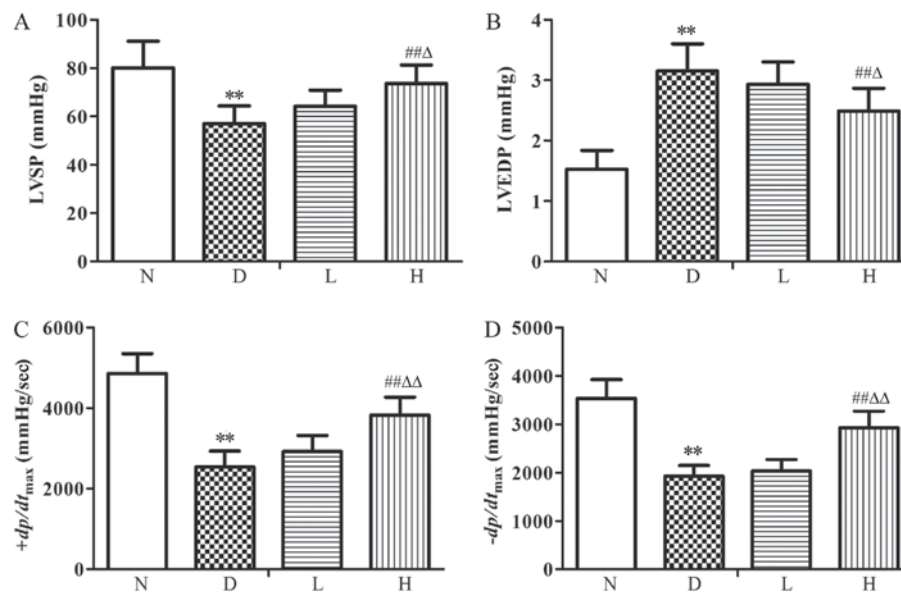 A
LVSP (mmHg)
100
80
60
40
20
0
**
##Δ
N D L H
B
LVEDP (mmHg)
4
3
2
1
0
**
##Δ
N D L H
C
+dp/dtmax (mmHg/sec)
6000
4000
2000
0
**
##ΔΔ
N D L H
D
-dp/dtmax (mmHg/sec)
5000
4000
3000
2000
1000
0
**
##ΔΔ
N D L H